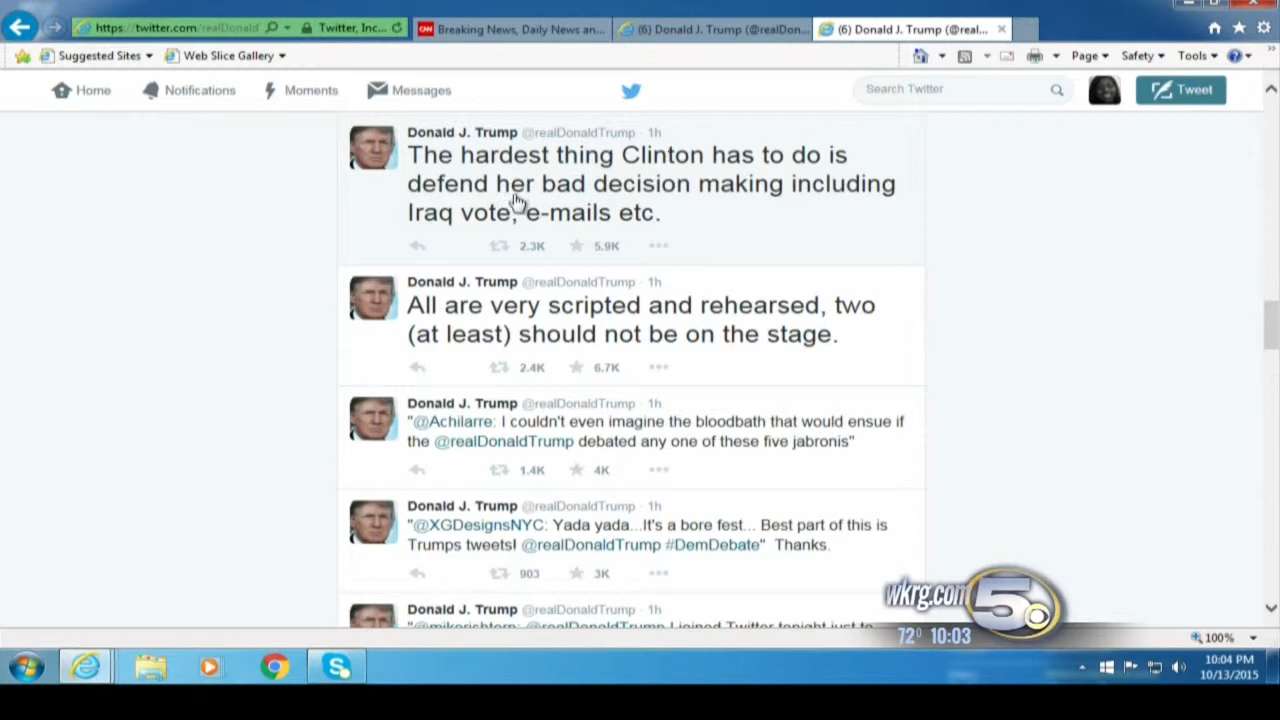 https://twitter.com/realDonald
Twitter, Inc...
CNN Breaking News, Daily News an...
(6) Donald J. Trump (@realDon...
(6) Donald J. Trump (@real...
Suggested Sites
Web Slice Gallery
Page
Safety
Tools
Home
Notifications
Moments
Messages
Search Twitter
Tweet
Donald J. Trump @realDonaldTrump · 1h
The hardest thing Clinton has to do is
defend her bad decision making including
Iraq vote, e-mails etc.
2.3K 5.9K
Donald J. Trump @realDonaldTrump · 1h
All are very scripted and rehearsed, two
(at least) should not be on the stage.
2.4K 6.7K
Donald J. Trump @realDonaldTrump · 1h
"@Achilarre: I couldn't even imagine the bloodbath that would ensue if
the @realDonaldTrump debated any one of these five jabronis"
1.4K 4K
Donald J. Trump @realDonaldTrump · 1h
"@XGDesignsNYC: Yada yada...It's a bore fest... Best part of this is
Trumps tweets! @realDonaldTrump #DemDebate" Thanks.
903 3K
Donald J. Trump @realDonaldTrump · 1h
@realDonaldTrump I joined Twitter tonight just to
wkrg.com 5
72° 10:03
100%
10:04 PM
10/13/2015